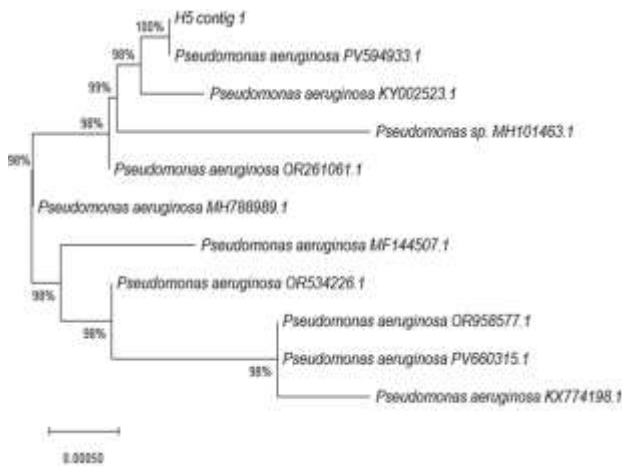 H5 contig 1
100%
Pseudomonas aeruginosa PV594933.1
98%
Pseudomonas aeruginosa KY002523.1
99%
Pseudomonas sp. MH101463.1
98%
Pseudomonas aeruginosa OR261061.1
98%
Pseudomonas aeruginosa MH788989.1
Pseudomonas aeruginosa MF144507.1
Pseudomonas aeruginosa OR534226.1
98%
Pseudomonas aeruginosa OR958577.1
98%
Pseudomonas aeruginosa PV660315.1
98%
Pseudomonas aeruginosa KX774198.1
0.00050